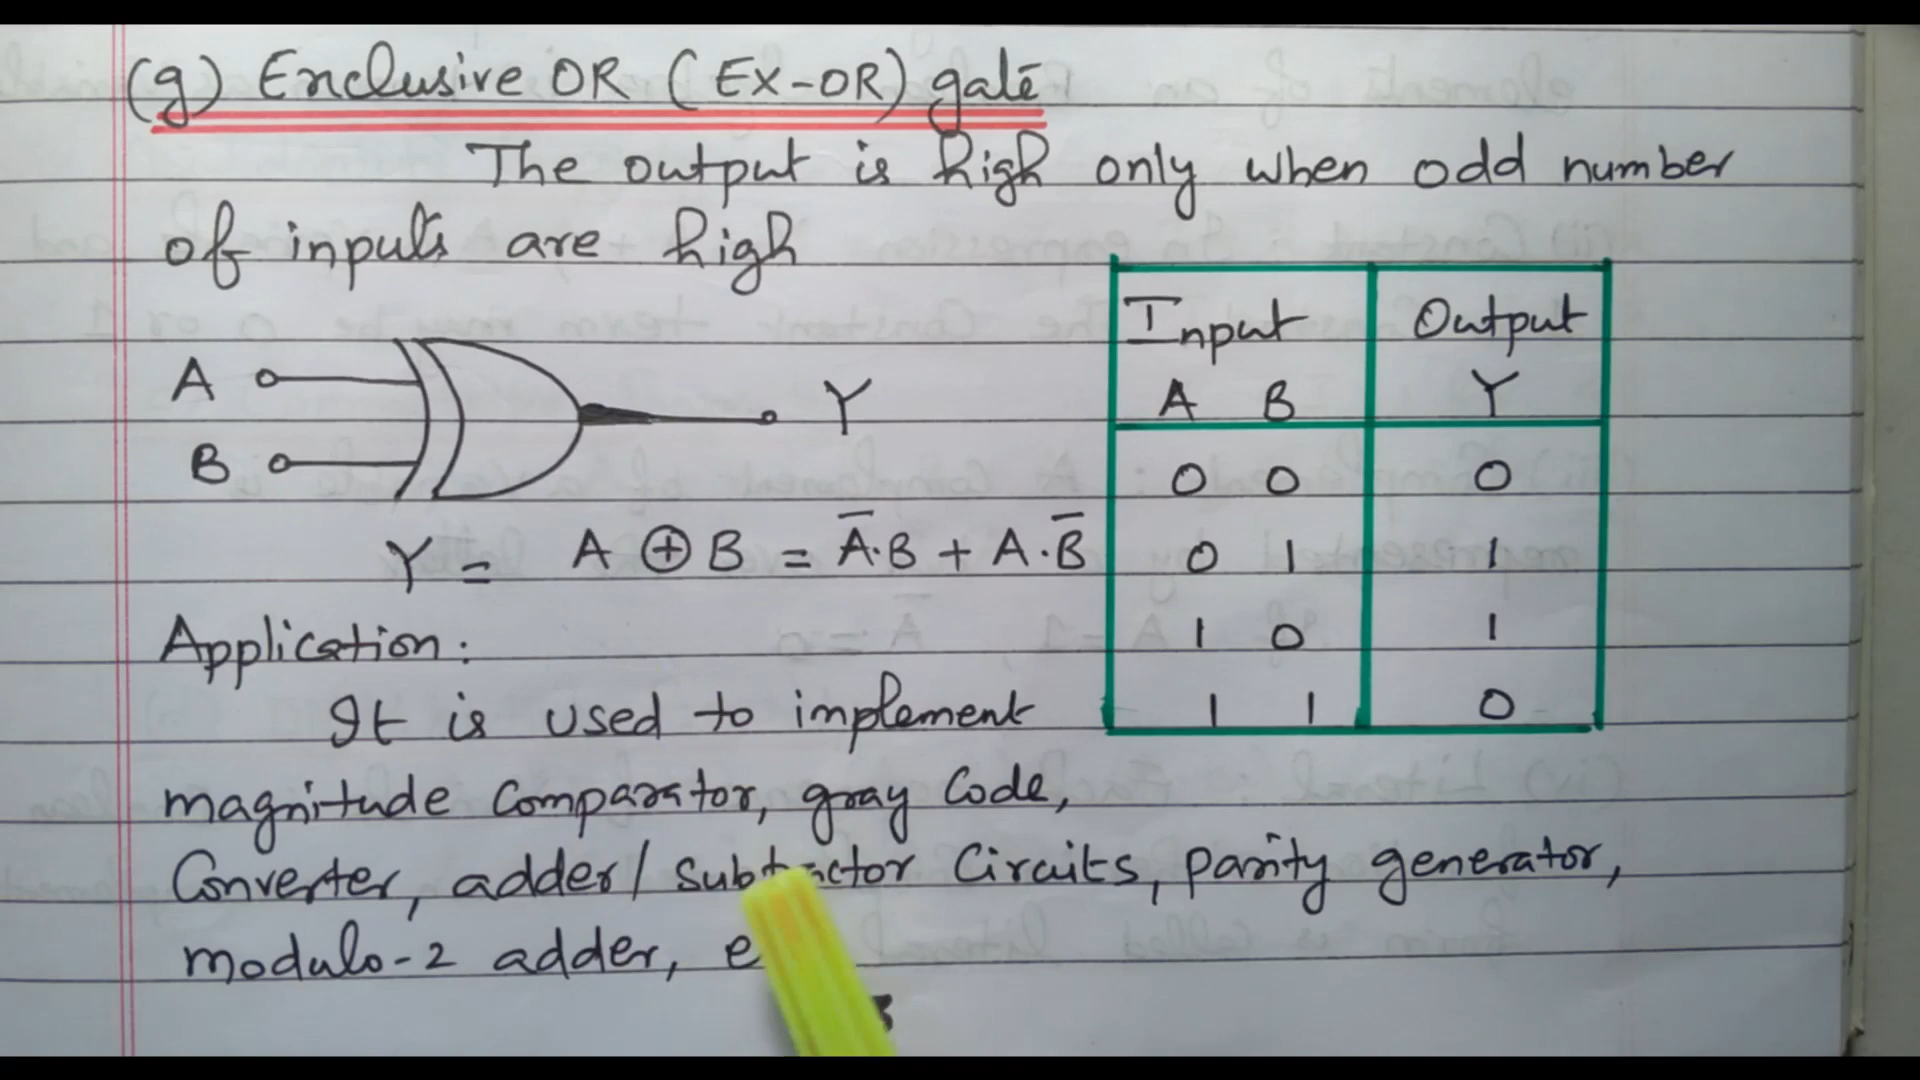 (g) Exclusive OR (EX-OR) gate
The output is high only when odd number
of inputs are high
A
B
Y
Y = A ⊕ B = A̅·B + A·B̅
Input Output
A B Y
0 0 0
0 1 1
1 0 1
1 1 0
Application:
It is used to implement
magnitude comparator, gray code,
Converter, adder/ subtractor circuits, parity generator,
modulo-2 adder,